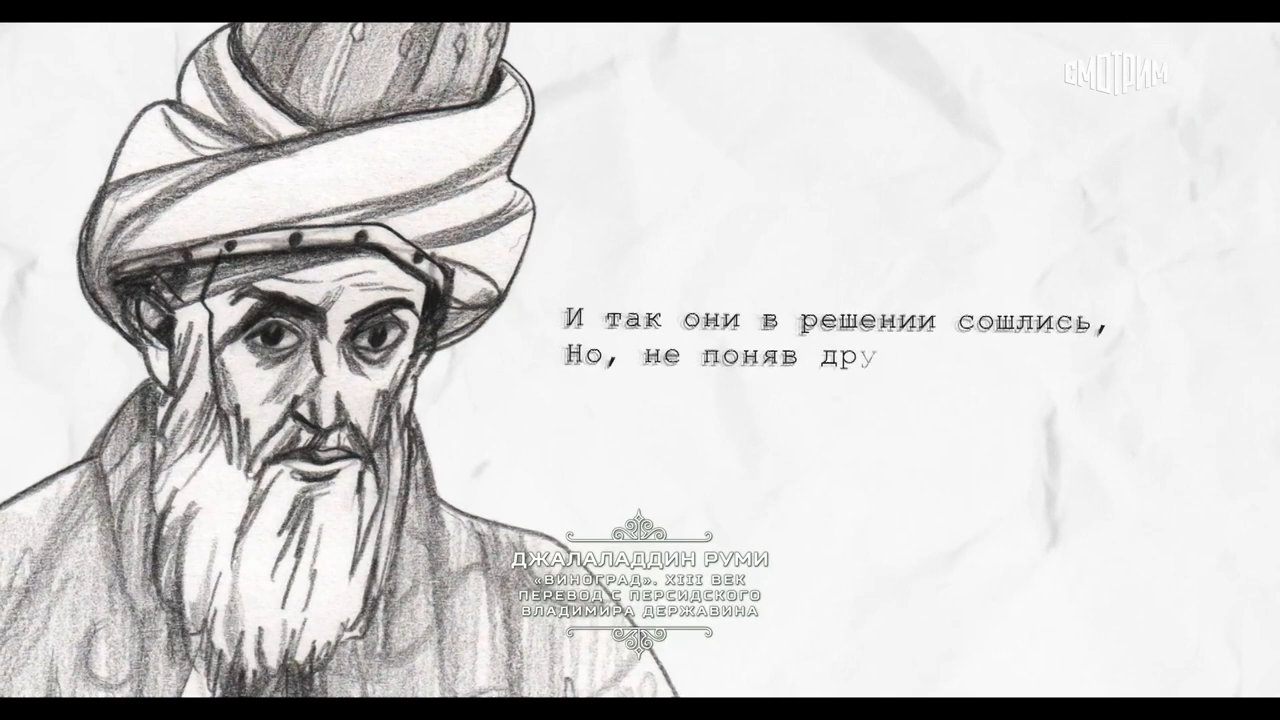 СМОТРИМ
И так они в решении сошлись,
Но, не поняв дру
ДЖАЛАЛАДДИН РУМИ
«ВИНОГРАД». XIII ВЕК
ПЕРЕВОД С ПЕРСИДСКОГО
ВЛАДИМИРА ДЕРЖАВИНА